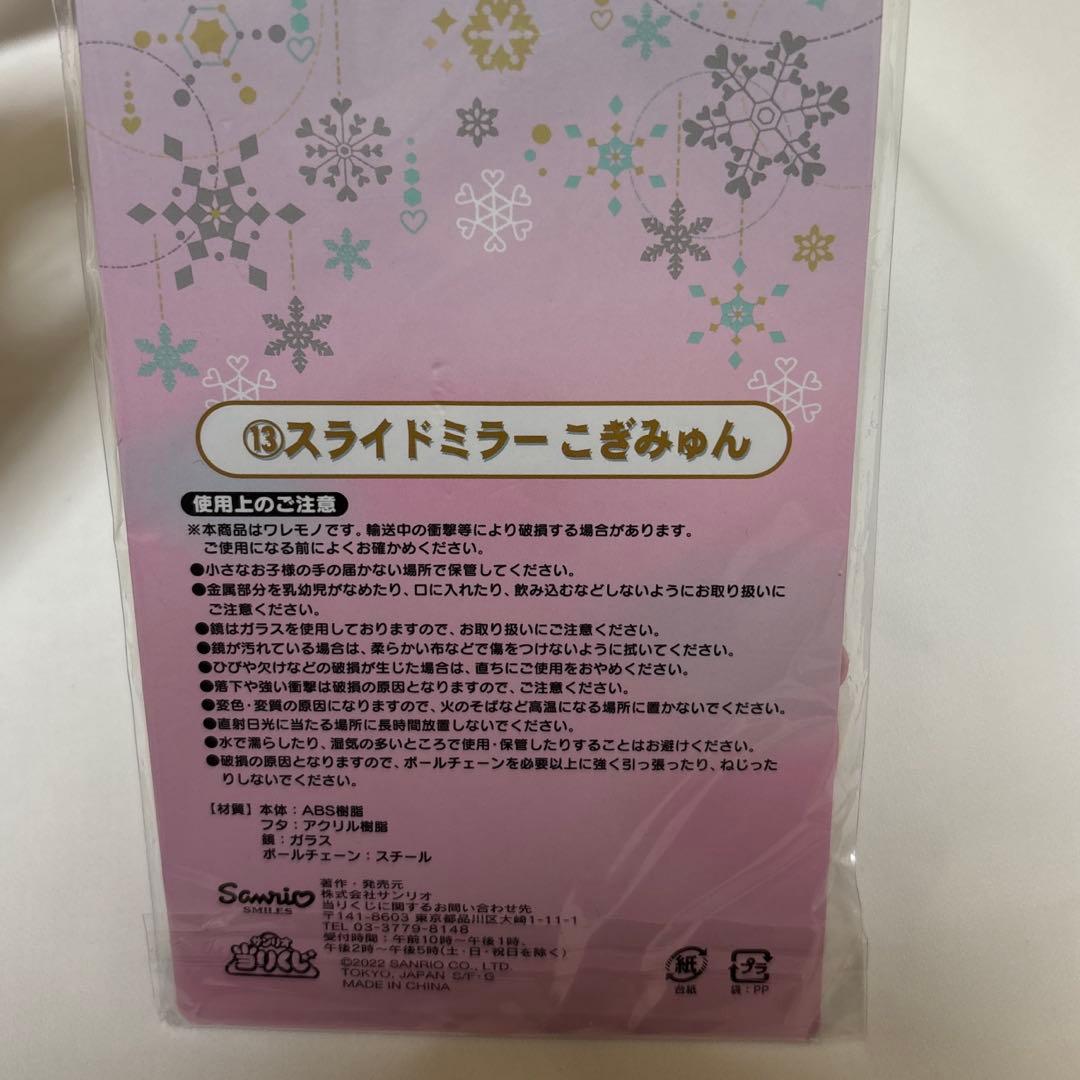 ⑬スライドミラー こぎみゅん
使用上のご注意
※本商品はワレモノです。輸送中の衝撃等により破損する場合があります。
ご使用になる前によくお確かめください。
●小さなお子様の手の届かない場所で保管してください。
●金属部分を乳幼児がなめたり、口に入れたり、飲み込むなどしないようにお取り扱いに
ご注意ください。
●鏡はガラスを使用しておりますので、お取り扱いにご注意ください。
●鏡が汚れている場合は、柔らかい布などで傷をつけないように拭いてください。
●ひびや欠けなどの破損が生じた場合は、直ちにご使用をおやめください。
●落下や強い衝撃は破損の原因となりますので、ご注意ください。
●変色・変質の原因になりますので、火のそばなど高温になる場所に置かないでください。
●直射日光に当たる場所に長時間放置しないでください。
●水で濡らしたり、湿気の多いところで使用・保管したりすることはお避けください。
●破損の原因となりますので、ボールチェーンを必要以上に強く引っ張ったり、ねじった
りしないでください。
【材質】本体：ABS樹脂
フタ：アクリル樹脂
鏡：ガラス
ボールチェーン：スチール
Sanrio
SMILES
著作・発売元
株式会社サンリオ
当りくじに関するお問い合わせ先
〒141-8603 東京都品川区大崎1-11-1
TEL 03-3779-8148
受付時間：午前10時～午後1時、
午後2時～午後5時(土・日・祝日を除く)
サンリオ
当りくじ
©2022 SANRIO CO., LTD.
TOKYO, JAPAN S/F・G
MADE IN CHINA
紙
台紙
プラ
袋：PP